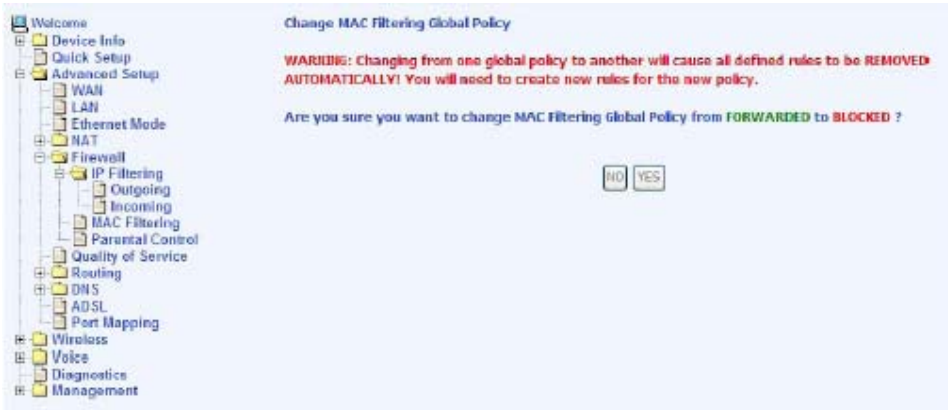 Welcome
Device Info
Quick Setup
Advanced Setup
WAN
LAN
Ethernet Mode
NAT
Firewall
IP Filtering
Outgoing
Incoming
MAC Filtering
Parental Control
Quality of Service
Routing
DNS
ADSL
Port Mapping
Wireless
Voice
Diagnostics
Management
Change MAC Filtering Global Policy
WARNING: Changing from one global policy to another will cause all defined rules to be REMOVED
AUTOMATICALLY! You will need to create new rules for the new policy.
Are you sure you want to change MAC Filtering Global Policy from FORWARDED to BLOCKED ?
NO YES